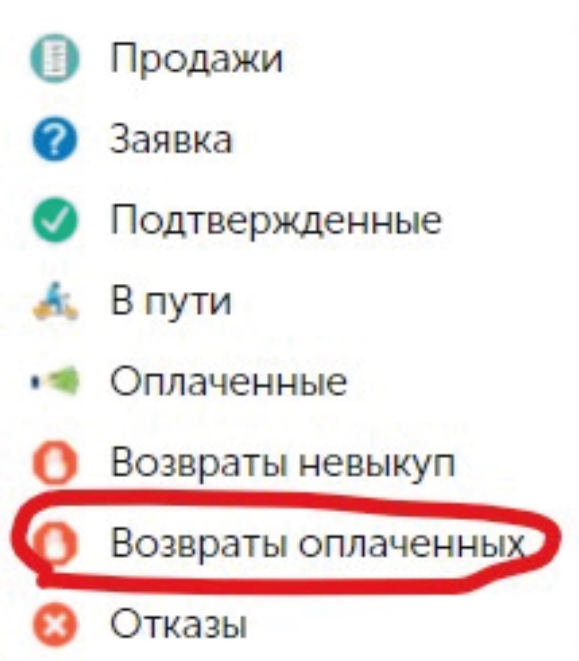 Продажи
Заявка
Подтвержденные
В пути
Оплаченные
Возвраты невыкуп
Возвраты оплаченных
Отказы